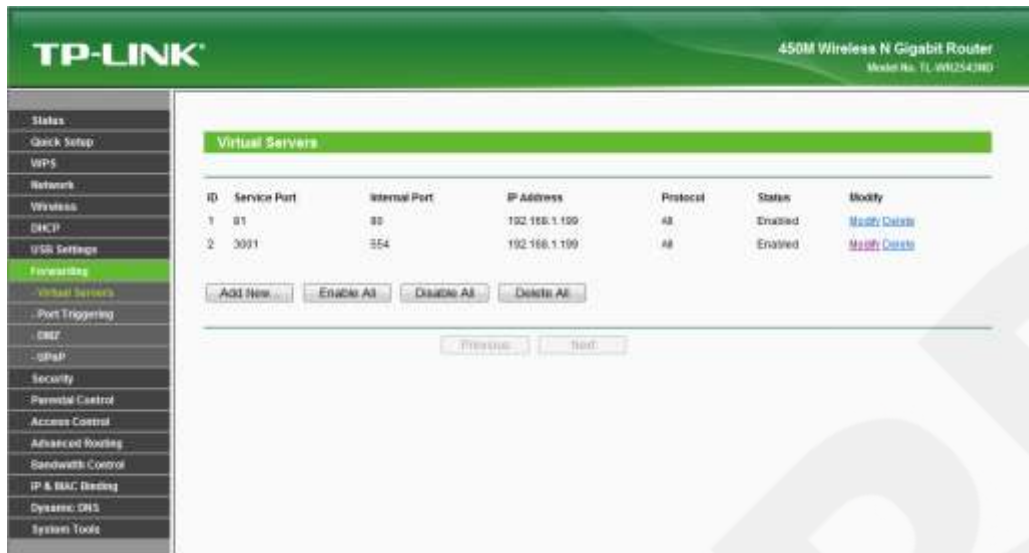 TP-LINK
450M Wireless N Gigabit Router
Model No. TL-WR2543ND
Status
Quick Setup
WPS
Network
Wireless
DHCP
USB Settings
Forwarding
- Virtual Servers
- Port Triggering
- DMZ
- UPnP
Security
Parental Control
Access Control
Advanced Routing
Bandwidth Control
IP & MAC Binding
Dynamic DNS
System Tools
Virtual Servers
ID Service Port Internal Port IP Address Protocol Status Modify
1 81 80 192.168.1.199 All Enabled Modify Delete
2 3001 554 192.168.1.199 All Enabled Modify Delete
Add New... Enable All Disable All Delete All
Previous Next